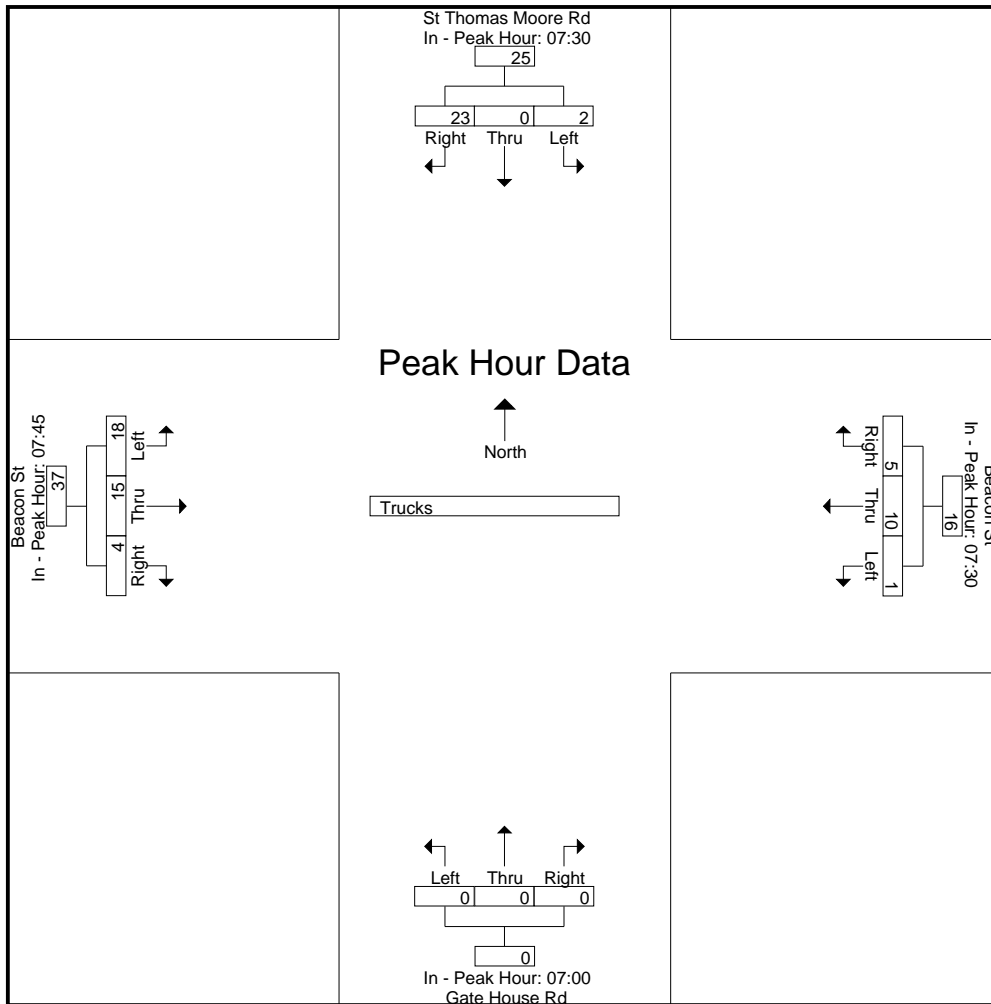 St Thomas Moore Rd
In - Peak Hour: 07:30
25
23 0 2
Right Thru Left
Peak Hour Data
North
Trucks
Beacon St
In - Peak Hour: 07:45
37
18 15 4
Left Thru Right
Beacon St
In - Peak Hour: 07:30
16
5 10 1
Right Thru Left
Left Thru Right
0 0 0
0
In - Peak Hour: 07:00
Gate House Rd